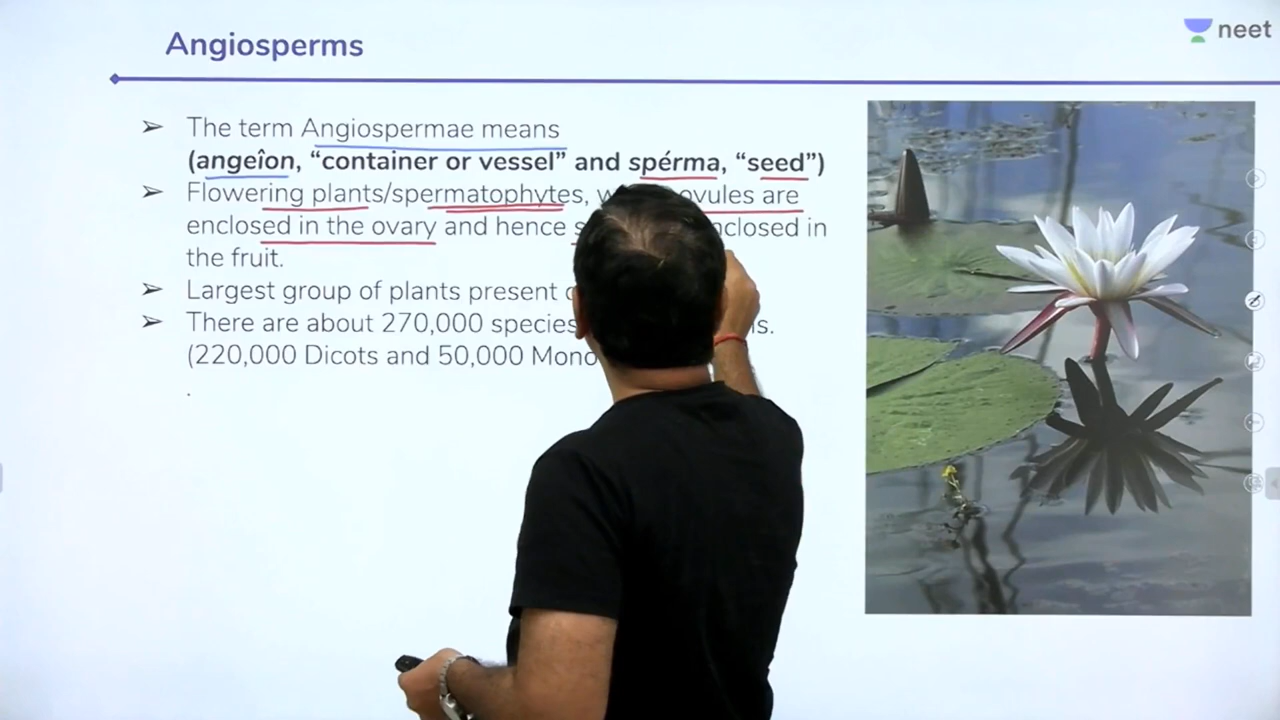 Angiosperms
neet
The term Angiospermae means
(angeîon, “container or vessel” and spérma, “seed”)
Flowering plants/spermatophytes, ovules are
enclosed in the ovary and hence enclosed in
the fruit.
Largest group of plants present
There are about 270,000 species
(220,000 Dicots and 50,000